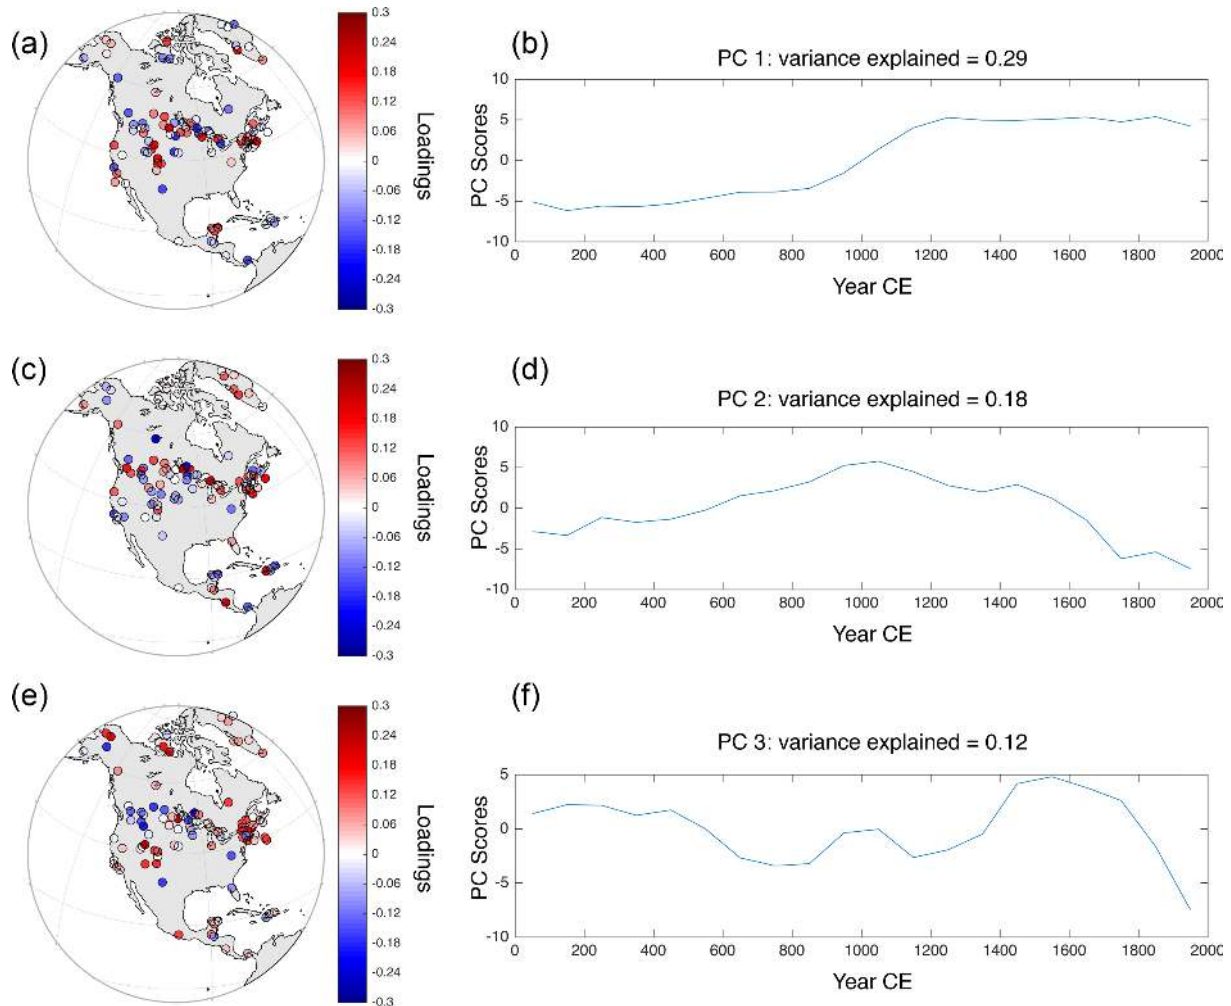 (a)
0.3
0.24
0.18
0.12
0.06
0
-0.06
-0.12
-0.18
-0.24
-0.3
Loadings
(b)
PC 1: variance explained = 0.29
10
5
0
-5
-10
PC Scores
0 200 400 600 800 1000 1200 1400 1600 1800 2000
Year CE
(c)
0.3
0.24
0.18
0.12
0.06
0
-0.06
-0.12
-0.18
-0.24
-0.3
Loadings
(d)
PC 2: variance explained = 0.18
10
5
0
-5
-10
PC Scores
0 200 400 600 800 1000 1200 1400 1600 1800 2000
Year CE
(e)
0.3
0.24
0.18
0.12
0.06
0
-0.06
-0.12
-0.18
-0.24
-0.3
Loadings
(f)
PC 3: variance explained = 0.12
5
0
-5
-10
PC Scores
0 200 400 600 800 1000 1200 1400 1600 1800 2000
Year CE